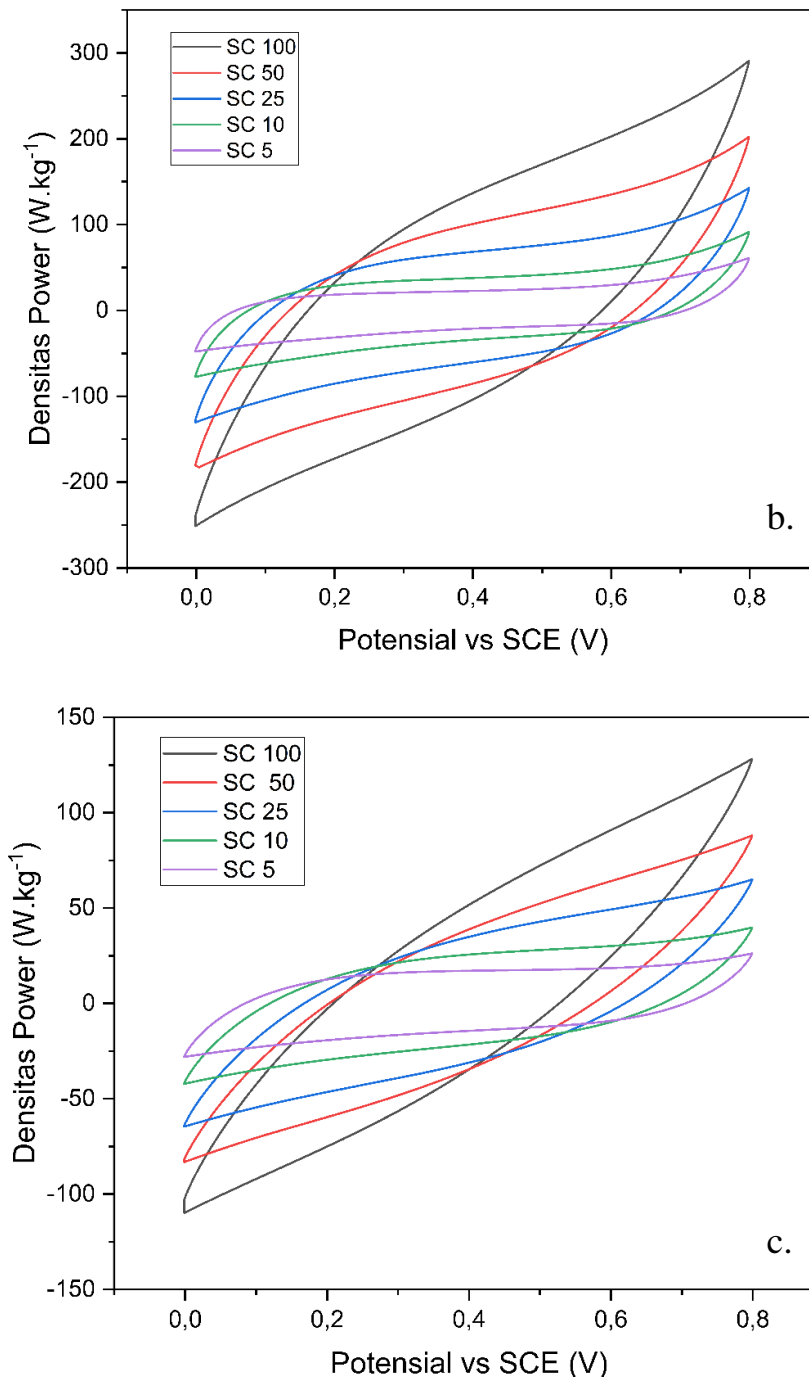 300
200
100
0
-100
-200
-300
Densitas Power (W.kg-1)
SC 100
SC 50
SC 25
SC 10
SC 5
b.
0,0 0,2 0,4 0,6 0,8
Potensial vs SCE (V)
150
100
50
0
-50
-100
-150
Densitas Power (W.kg-1)
SC 100
SC 50
SC 25
SC 10
SC 5
c.
0,0 0,2 0,4 0,6 0,8
Potensial vs SCE (V)